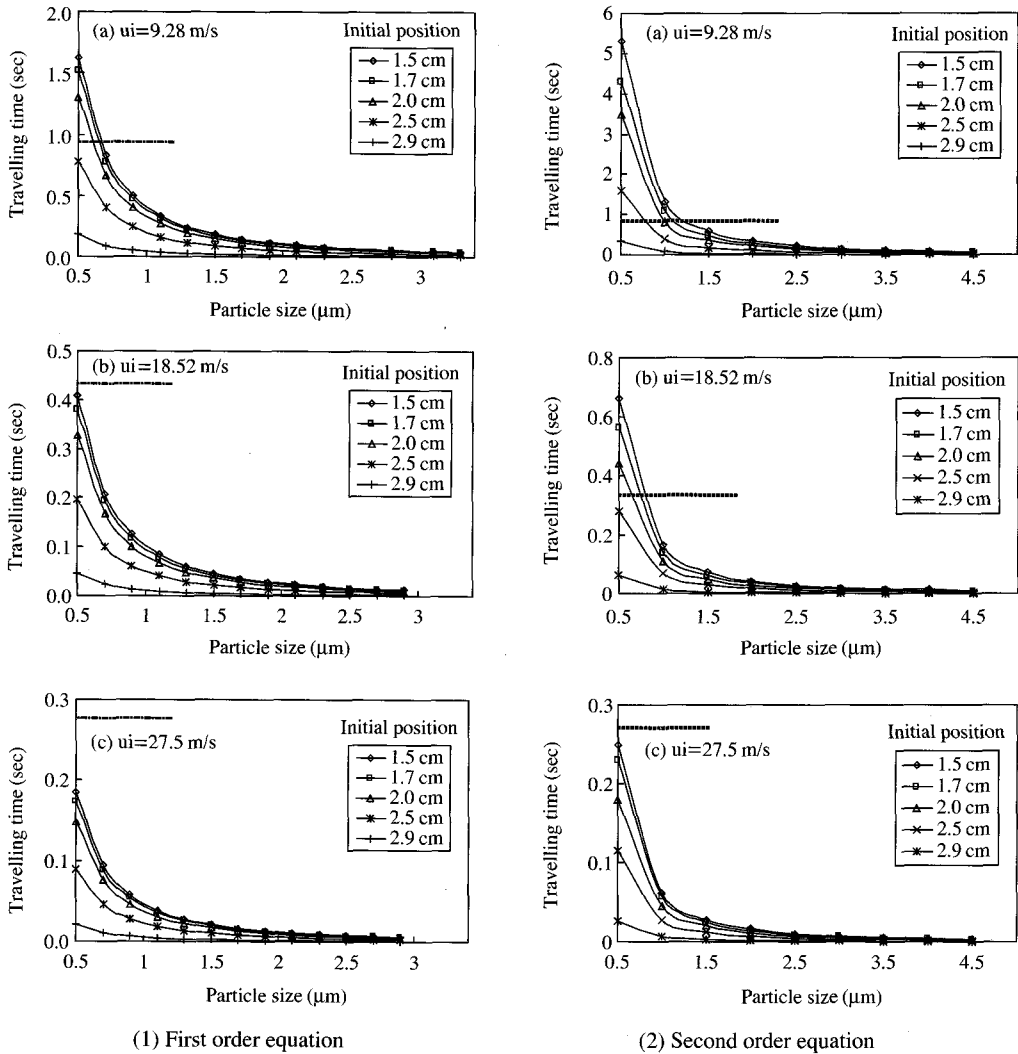 (a) ui=9.28 m/s
Initial position
1.5 cm
1.7 cm
2.0 cm
2.5 cm
2.9 cm
Travelling time (sec)
2.0
1.5
1.0
0.5
0.0
0.5
1
1.5
2
2.5
3
Particle size (μm)
(a) ui=9.28 m/s
Initial position
1.5 cm
1.7 cm
2.0 cm
2.5 cm
2.9 cm
Travelling time (sec)
6
5
4
3
2
1
0
0.5
1.5
2.5
3.5
4.5
Particle size (μm)
(b) ui=18.52 m/s
Initial position
1.5 cm
1.7 cm
2.0 cm
2.5 cm
2.9 cm
Travelling time (sec)
0.5
0.4
0.3
0.2
0.1
0.0
0.5
1
1.5
2
2.5
3
Particle size (μm)
(b) ui=18.52 m/s
Initial position
1.5 cm
1.7 cm
2.0 cm
2.5 cm
2.9 cm
Travelling time (sec)
0.8
0.6
0.4
0.2
0
0.5
1.5
2.5
3.5
4.5
Particle size (μm)
(c) ui=27.5 m/s
Initial position
1.5 cm
1.7 cm
2.0 cm
2.5 cm
2.9 cm
Travelling time (sec)
0.3
0.2
0.1
0.0
0.5
1
1.5
2
2.5
3
Particle size (μm)
(c) ui=27.5 m/s
Initial position
1.5 cm
1.7 cm
2.0 cm
2.5 cm
2.9 cm
Travelling time (sec)
0.3
0.2
0.1
0
0.5
1.5
2.5
3.5
4.5
Particle size (μm)
(1) First order equation
(2) Second order equation